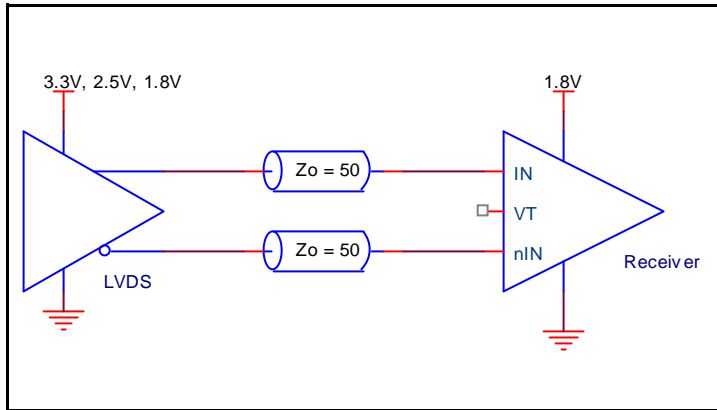 3.3V, 2.5V, 1.8V
1.8V
Zo = 50
IN
VT
Zo = 50
nIN
LVDS
Receiver